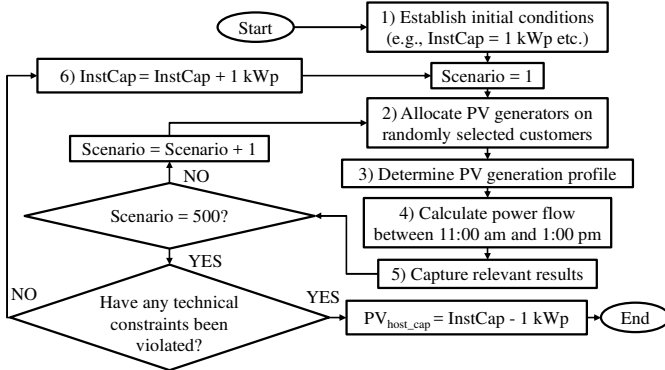 Start
1) Establish initial conditions
(e.g., InstCap = 1 kWp etc.)
6) InstCap = InstCap + 1 kWp
Scenario = 1
2) Allocate PV generators on
randomly selected customers
Scenario = Scenario + 1
3) Determine PV generation profile
NO
Scenario = 500?
4) Calculate power flow
between 11:00 am and 1:00 pm
YES
5) Capture relevant results
NO
Have any technical
constraints been
violated?
YES
PVhost_cap = InstCap - 1 kWp
End